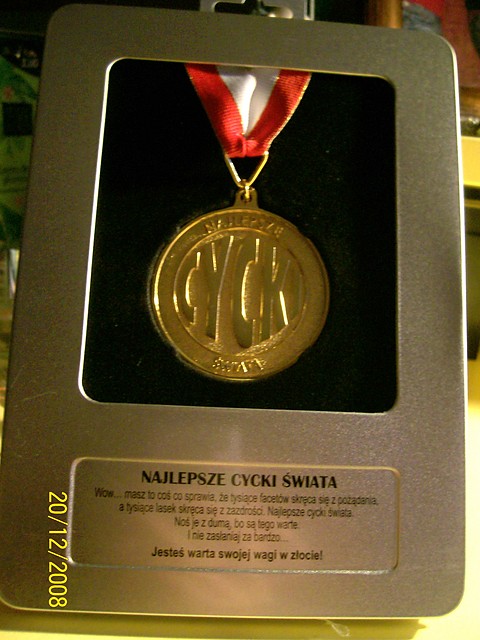 NAJLEPSZE
CYCKI
ŚWIATA
NAJLEPSZE CYCKI ŚWIATA
Wow... masz to coś co sprawia, że tysiące facetów skręca się z pożądania,
a tysiące lasek skręca się z zazdrości. Najlepsze cycki świata.
Noś je z dumą, bo są tego warte.
I nie zasłaniaj za bardzo...
Jesteś warta swojej wagi w złocie!
20/12/2008